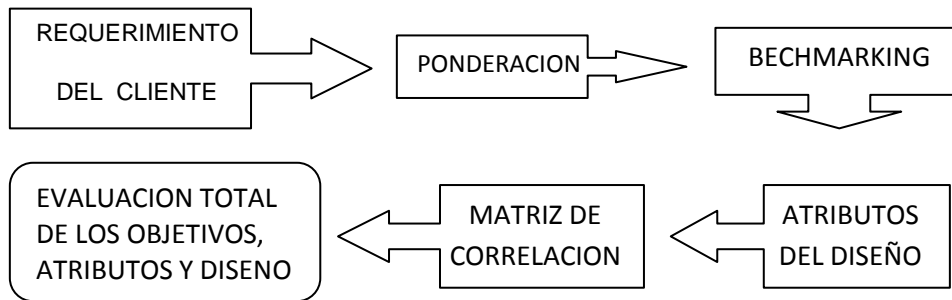 REQUERIMIENTO
DEL CLIENTE
PONDERACION
BECHMARKING
ATRIBUTOS
DEL DISEÑO
MATRIZ DE
CORRELACION
EVALUACION TOTAL
DE LOS OBJETIVOS,
ATRIBUTOS Y DISENO